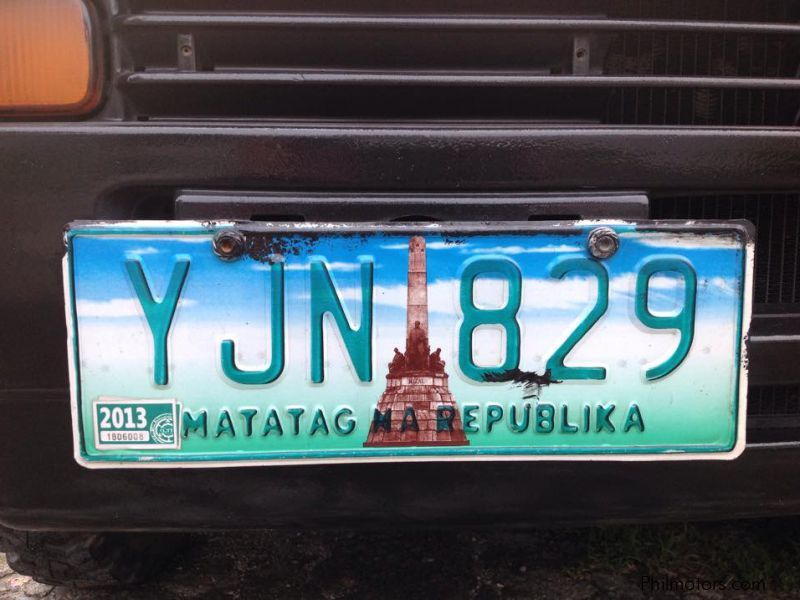 YJN 829
2013
1806008
MATATAG NA REPUBLIKA
Philmotors.com